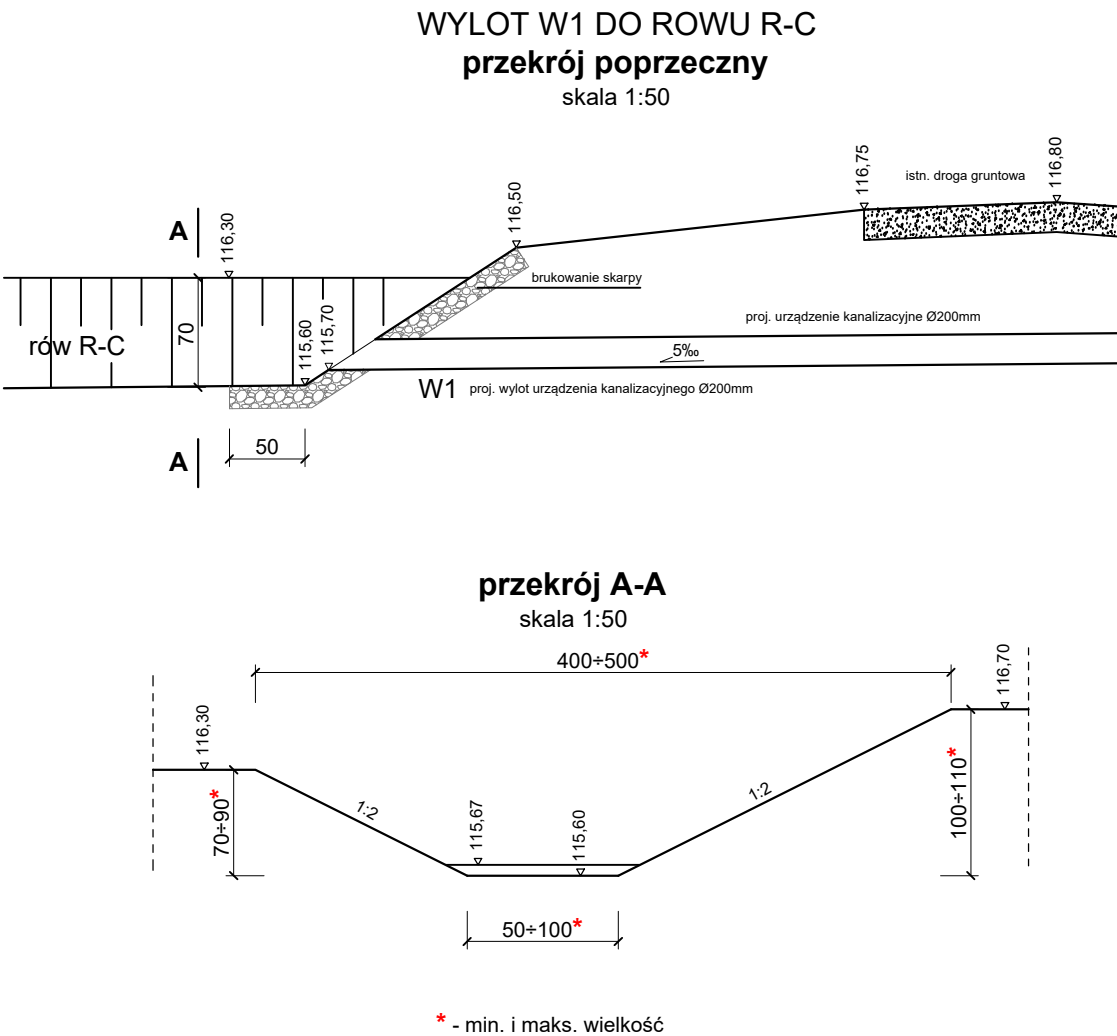 WYLOT W1 DO ROWU R-C
przekrój poprzeczny
skala 1:50
116,75
istn. droga gruntowa
116,80
A
116,30
116,50
brukowanie skarpy
70
rów R-C
115,60
115,70
proj. urządzenie kanalizacyjne Ø200mm
5‰
W1
proj. wylot urządzenia kanalizacyjnego Ø200mm
50
A
przekrój A-A
skala 1:50
400÷500*
116,70
116,30
70÷90*
1:2
115,67
115,60
1:2
100÷110*
50÷100*
* - min. i maks. wielkość